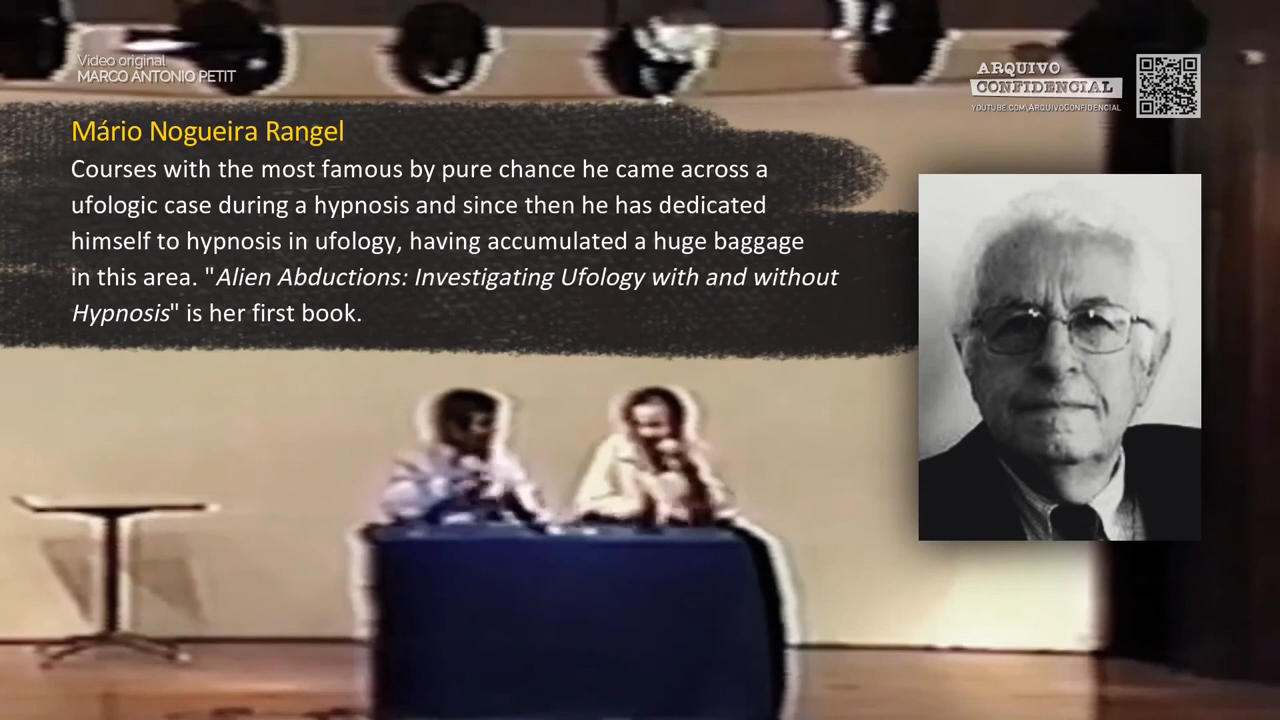 Video original
MARCO ANTONIO PETIT
ARQUIVO
CONFIDENCIAL
YOUTUBE.COM/ARQUIVOCONFIDENCIAL
Mário Nogueira Rangel
Courses with the most famous by pure chance he came across a
ufologic case during a hypnosis and since then he has dedicated
himself to hypnosis in ufology, having accumulated a huge baggage
in this area. "Alien Abductions: Investigating Ufology with and without
Hypnosis" is her first book.